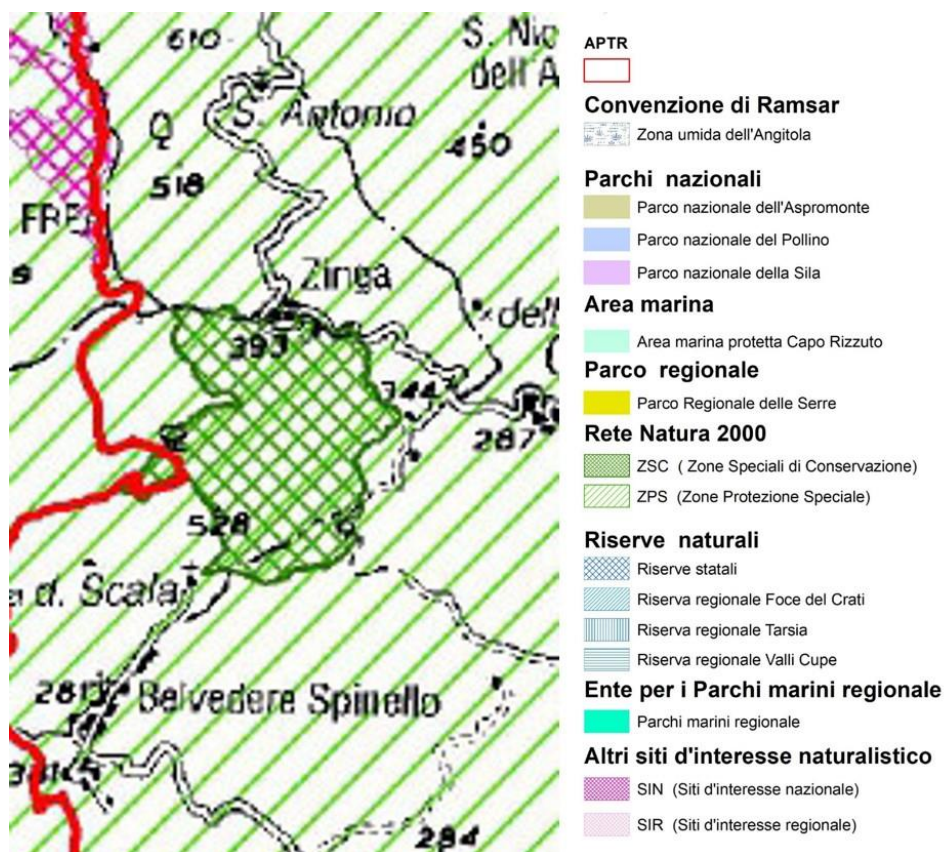 610
S. Nic
dell'A
S. Antonio
Q
450
518
FRE
Zinga
dell
393
344
287
528
d. Scala
281
Belvedere Spinello
284
APTR
Convenzione di Ramsar
Zona umida dell'Angitola
Parchi nazionali
Parco nazionale dell'Aspromonte
Parco nazionale del Pollino
Parco nazionale della Sila
Area marina
Area marina protetta Capo Rizzuto
Parco regionale
Parco Regionale delle Serre
Rete Natura 2000
ZSC ( Zone Speciali di Conservazione)
ZPS (Zone Protezione Speciale)
Riserve naturali
Riserve statali
Riserva regionale Foce del Crati
Riserva regionale Tarsia
Riserva regionale Valli Cupe
Ente per i Parchi marini regionale
Parchi marini regionale
Altri siti d'interesse naturalistico
SIN (Siti d'interesse nazionale)
SIR (Siti d'interesse regionale)